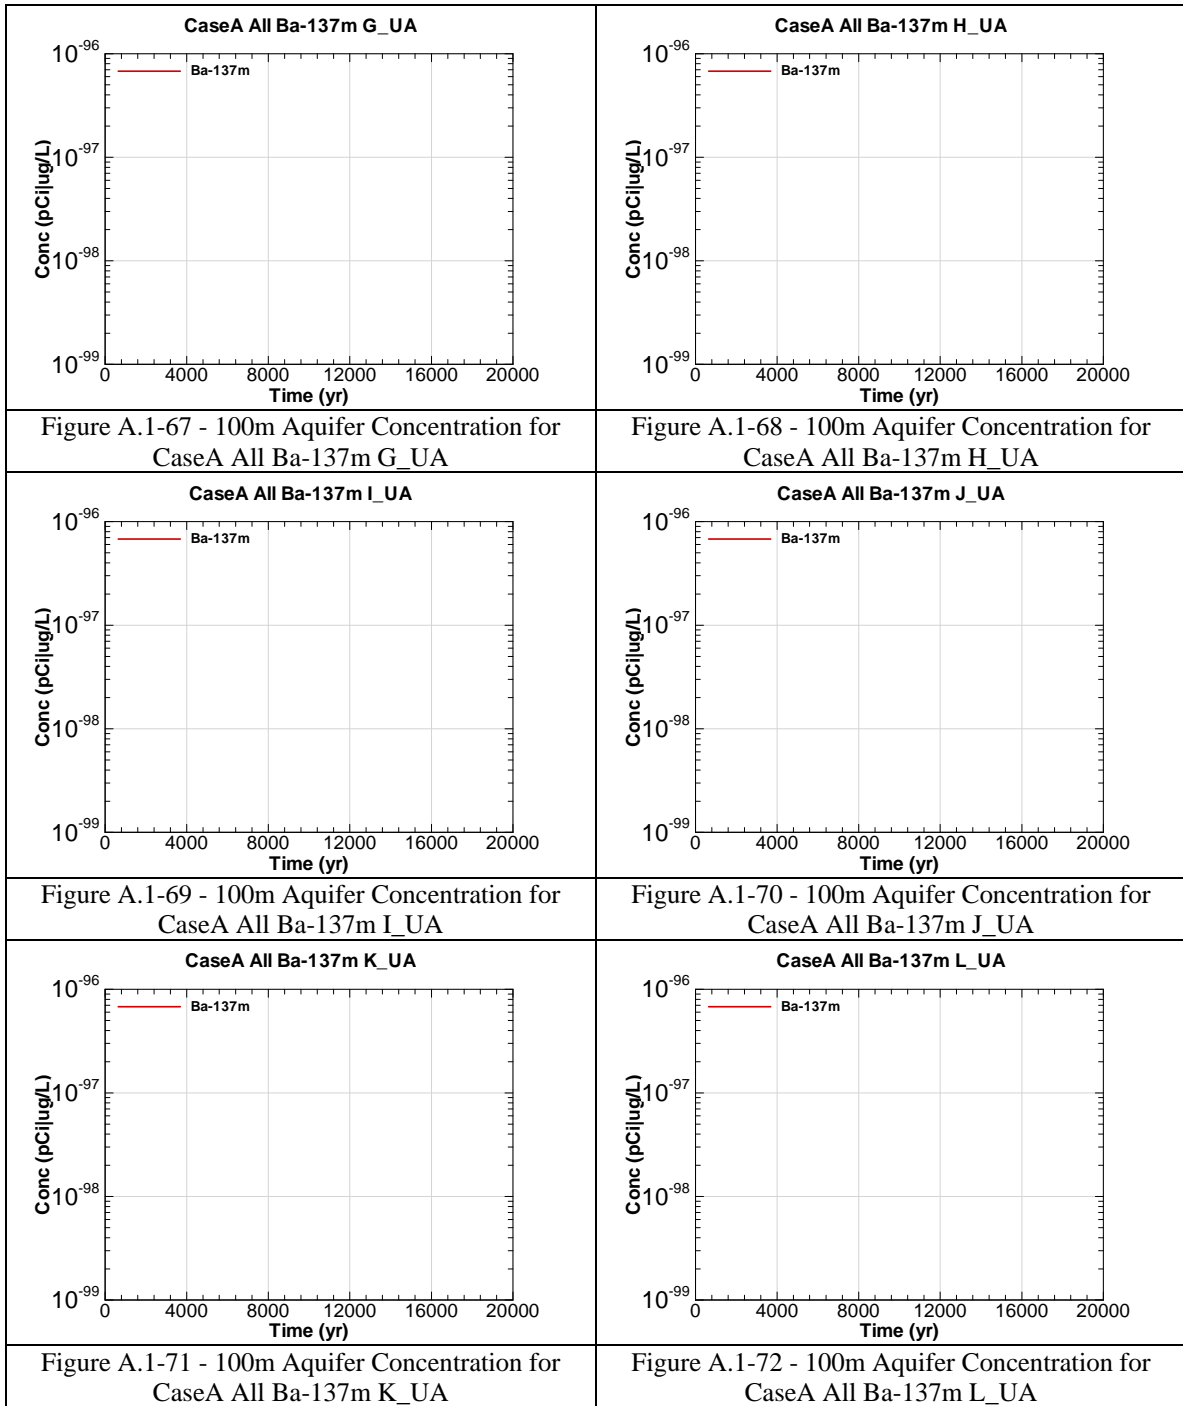 CaseA All Ba-137m G_UA
10-96
Ba-137m
10-97
Conc (pCi|ug/L)
10-98
10-99
0 4000 8000 12000 16000 20000
Time (yr)
Figure A.1-67 - 100m Aquifer Concentration for
CaseA All Ba-137m G_UA
CaseA All Ba-137m H_UA
10-96
Ba-137m
10-97
Conc (pCi|ug/L)
10-98
10-99
0 4000 8000 12000 16000 20000
Time (yr)
Figure A.1-68 - 100m Aquifer Concentration for
CaseA All Ba-137m H_UA
CaseA All Ba-137m I_UA
10-96
Ba-137m
10-97
Conc (pCi|ug/L)
10-98
10-99
0 4000 8000 12000 16000 20000
Time (yr)
Figure A.1-69 - 100m Aquifer Concentration for
CaseA All Ba-137m I_UA
CaseA All Ba-137m J_UA
10-96
Ba-137m
10-97
Conc (pCi|ug/L)
10-98
10-99
0 4000 8000 12000 16000 20000
Time (yr)
Figure A.1-70 - 100m Aquifer Concentration for
CaseA All Ba-137m J_UA
CaseA All Ba-137m K_UA
10-96
Ba-137m
10-97
Conc (pCi|ug/L)
10-98
10-99
0 4000 8000 12000 16000 20000
Time (yr)
Figure A.1-71 - 100m Aquifer Concentration for
CaseA All Ba-137m K_UA
CaseA All Ba-137m L_UA
10-96
Ba-137m
10-97
Conc (pCi|ug/L)
10-98
10-99
0 4000 8000 12000 16000 20000
Time (yr)
Figure A.1-72 - 100m Aquifer Concentration for
CaseA All Ba-137m L_UA